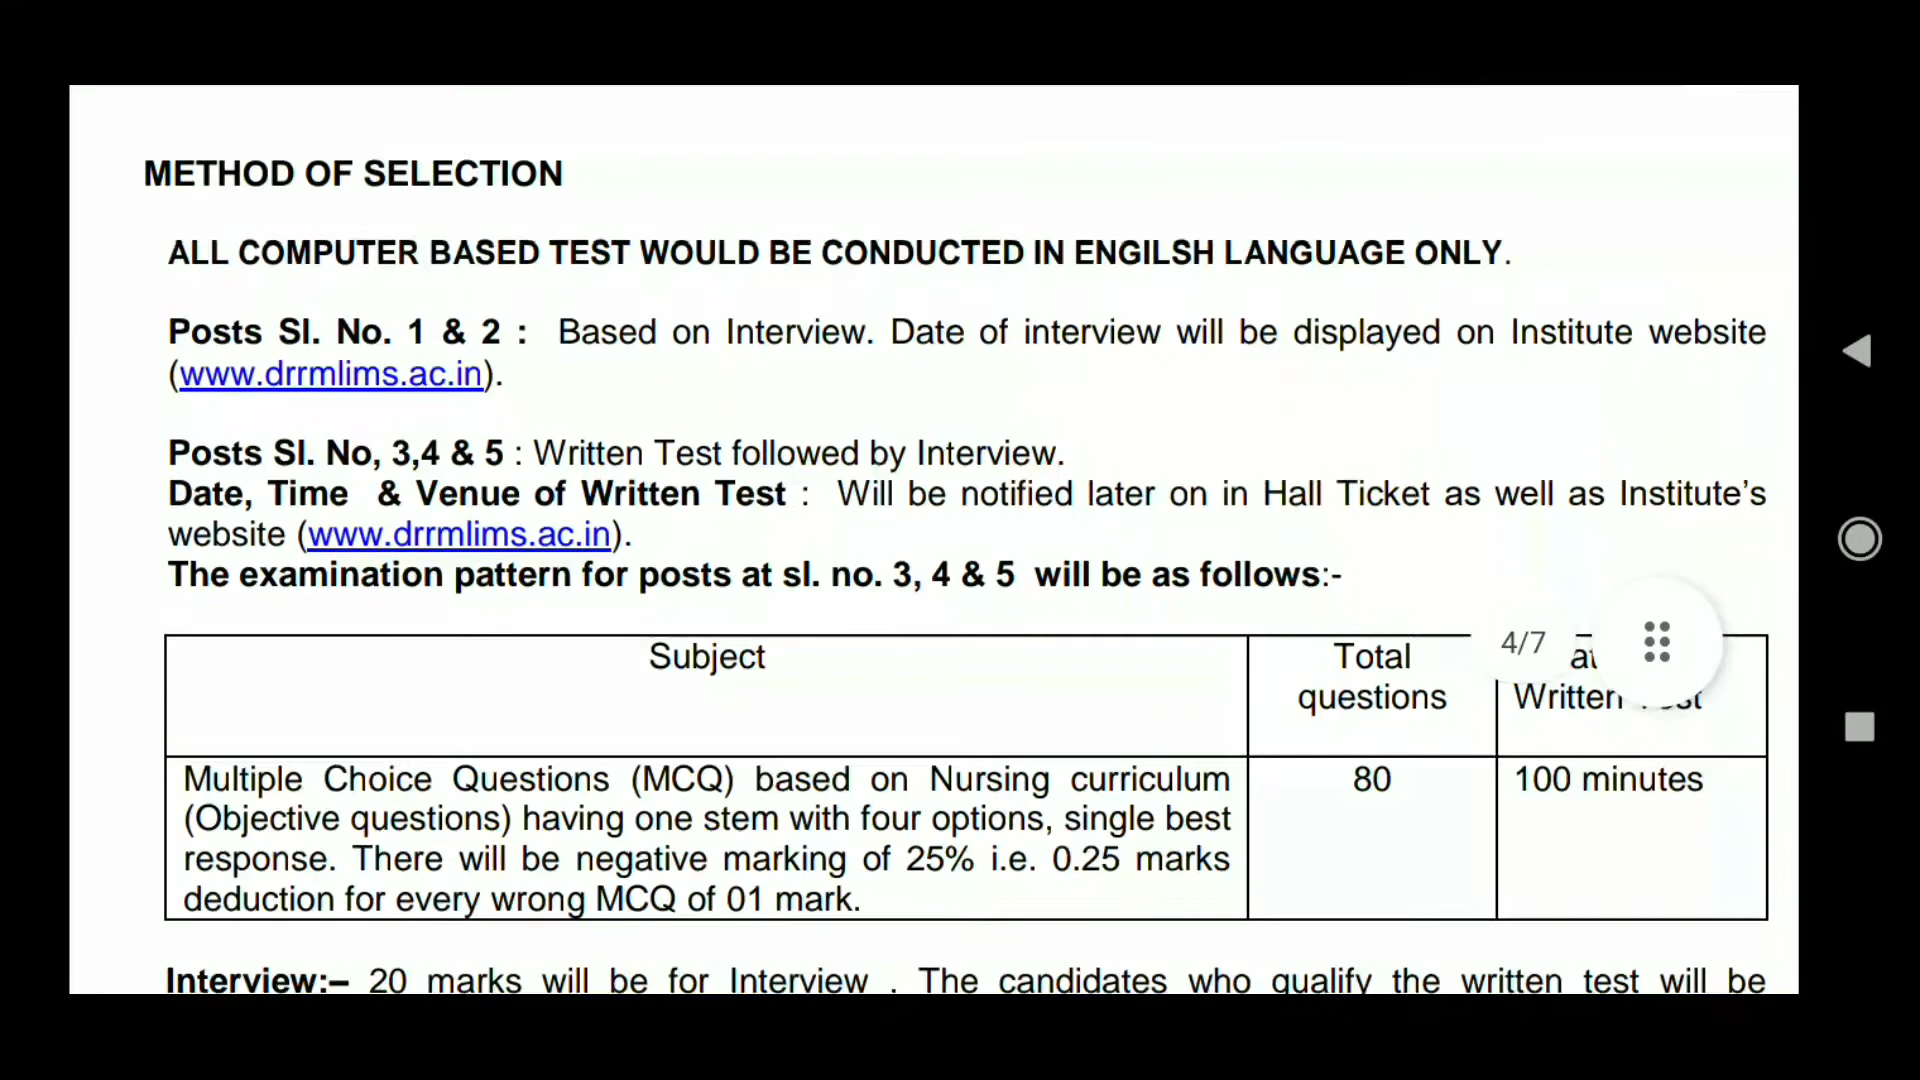 METHOD OF SELECTION
ALL COMPUTER BASED TEST WOULD BE CONDUCTED IN ENGILSH LANGUAGE ONLY.
Posts Sl. No. 1 & 2 : Based on Interview. Date of interview will be displayed on Institute website
(www.drrmlims.ac.in).
Posts Sl. No, 3,4 & 5 : Written Test followed by Interview.
Date, Time & Venue of Written Test : Will be notified later on in Hall Ticket as well as Institute's
website (www.drrmlims.ac.in).
The examination pattern for posts at sl. no. 3, 4 & 5 will be as follows:-
Subject
Total
questions
4/7
Written
80
100 minutes
Multiple Choice Questions (MCQ) based on Nursing curriculum
(Objective questions) having one stem with four options, single best
response. There will be negative marking of 25% i.e. 0.25 marks
deduction for every wrong MCQ of 01 mark.
Interview:– 20 marks will be for Interview . The candidates who qualify the written test will be